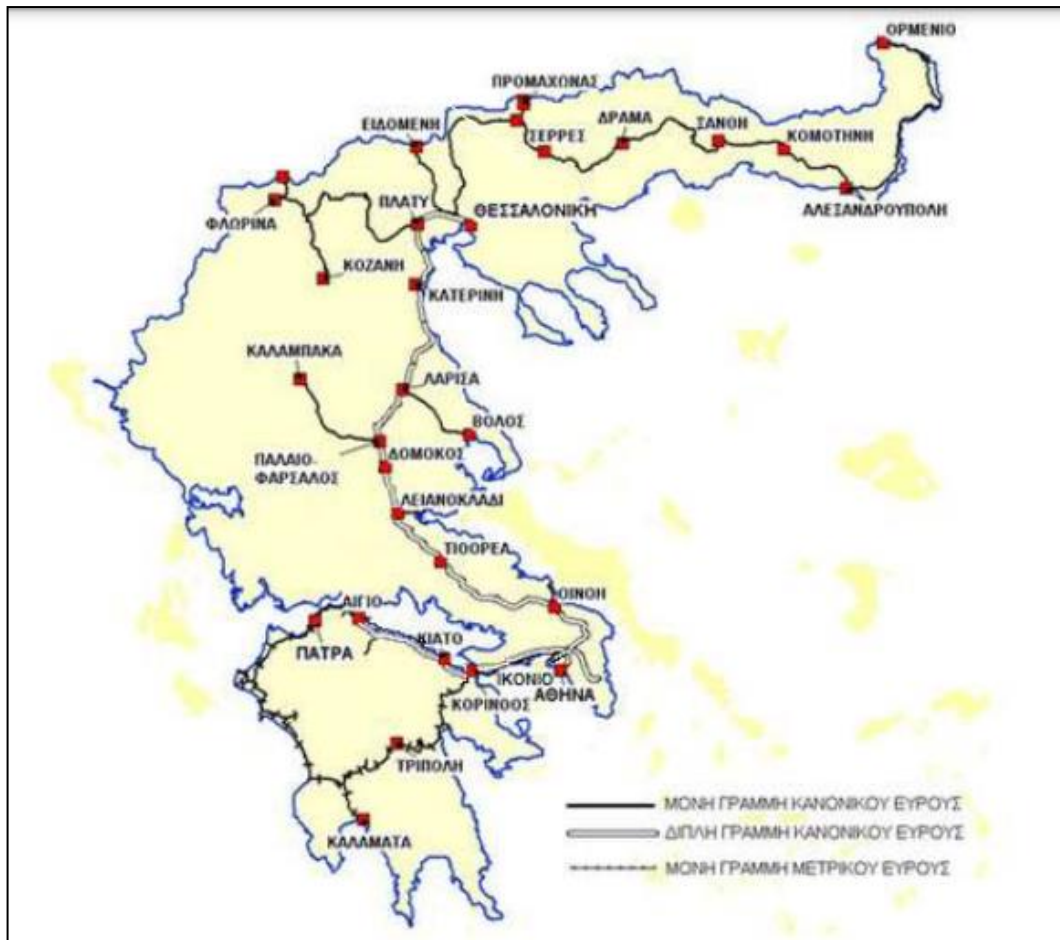 ΟΡΜΕΝΙΟ
ΠΡΟΜΑΧΩΝΑΣ
ΔΡΑΜΑ
ΞΑΝΘΗ
ΕΙΔΟΜΕΝΗ
ΣΕΡΡΕΣ
ΚΟΜΟΤΗΝΗ
ΠΛΑΤΥ
ΘΕΣΣΑΛΟΝΙΚΗ
ΑΛΕΞΑΝΔΡΟΥΠΟΛΗ
ΦΛΩΡΙΝΑ
ΚΟΖΑΝΗ
ΚΑΤΕΡΙΝΗ
ΚΑΛΑΜΠΑΚΑ
ΛΑΡΙΣΑ
ΒΟΛΟΣ
ΠΑΛΑΙΟ-
ΦΑΡΣΑΛΟΣ
ΔΟΜΟΚΟΣ
ΛΕΙΑΝΟΚΛΑΔΙ
ΤΙΘΟΡΕΑ
ΟΙΝΟΗ
ΑΙΓΙΟ
ΠΑΤΡΑ
ΚΙΑΤΟ
ΙΚΟΝΙΟ
ΑΘΗΝΑ
ΚΟΡΙΝΘΟΣ
ΤΡΙΠΟΛΗ
ΚΑΛΑΜΑΤΑ
ΜΟΝΗ ΓΡΑΜΜΗ ΚΑΝΟΝΙΚΟΥ ΕΥΡΟΥΣ
ΔΙΠΛΗ ΓΡΑΜΜΗ ΚΑΝΟΝΙΚΟΥ ΕΥΡΟΥΣ
ΜΟΝΗ ΓΡΑΜΜΗ ΜΕΤΡΙΚΟΥ ΕΥΡΟΥΣ